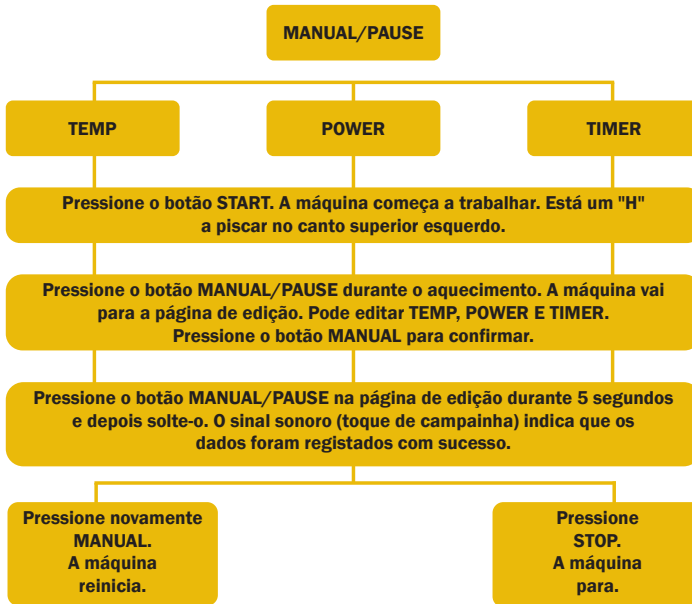 MANUAL/PAUSE
TEMP
POWER
TIMER
Pressione o botão START. A máquina começa a trabalhar. Está um "H"
a piscar no canto superior esquerdo.
Pressione o botão MANUAL/PAUSE durante o aquecimento. A máquina vai
para a página de edição. Pode editar TEMP, POWER E TIMER.
Pressione o botão MANUAL para confirmar.
Pressione o botão MANUAL/PAUSE na página de edição durante 5 segundos
e depois solte-o. O sinal sonoro (toque de campainha) indica que os
dados foram registados com sucesso.
Pressione novamente
MANUAL.
A máquina
reinicia.
Pressione
STOP.
A máquina
para.